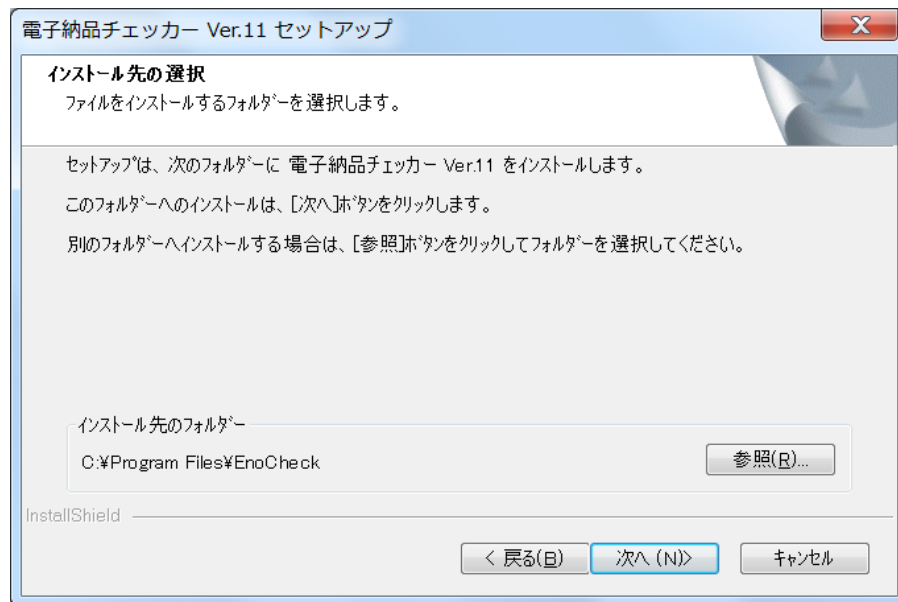 電子納品チェッカー Ver.11 セットアップ
インストール先の選択
ファイルをインストールするフォルダーを選択します。
セットアップは、次のフォルダーに 電子納品チェッカー Ver.11 をインストールします。
このフォルダーへのインストールは、[次へ]ボタンをクリックします。
別のフォルダーへインストールする場合は、[参照]ボタンをクリックしてフォルダーを選択してください。
インストール先のフォルダー
C:¥Program Files¥EnoCheck
参照(R)...
InstallShield
< 戻る(B)
次へ (N)>
キャンセル